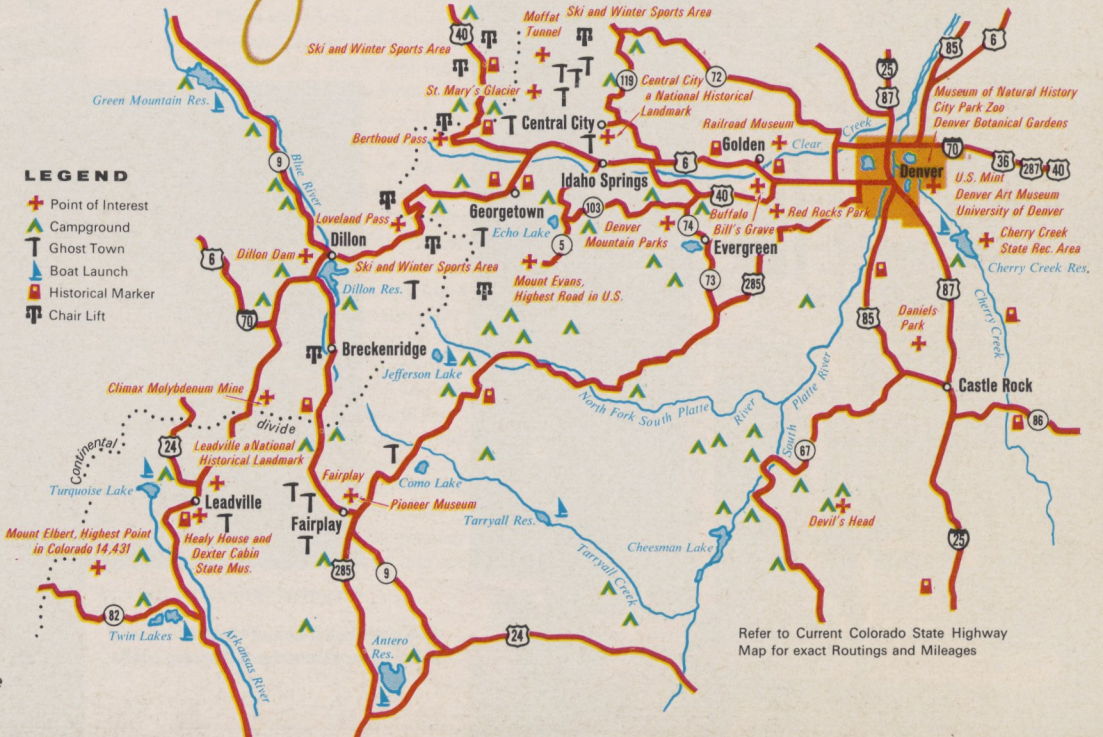 Moffat
Tunnel
Ski and Winter Sports Area
40
Ski and Winter Sports Area
85
6
25
87
119
72
Central City
a National Historical
Landmark
Green Mountain Res.
St. Mary's Glacier
Museum of Natural History
City Park Zoo
Denver Botanical Gardens
Berthoud Pass
Central City
Railroad Museum
Golden
Clear
Creek
70
36
287
40
9
Blue River
6
Denver
LEGEND
Point of Interest
Campground
Ghost Town
Boat Launch
Historical Marker
Chair Lift
Idaho Springs
U.S. Mint
Denver Art Museum
University of Denver
Georgetown
103
40
Buffalo
Bill's Grave
Red Rocks Park
Loveland Pass
Echo Lake
5
Denver
Mountain Parks
74
Evergreen
Cherry Creek
State Rec. Area
Cherry Creek Res.
Dillon
Dillon Dam
6
Ski and Winter Sports Area
Mount Evans,
Highest Road in U.S.
73
285
Dillon Res.
87
Cherry Creek
70
85
Daniels
Park
Breckenridge
Jefferson Lake
Climax Molybdenum Mine
Castle Rock
North Fork South Platte
River
South
Platte River
86
Continental
divide
24
Leadville a National
Historical Landmark
67
Turquoise Lake
Leadville
Fairplay
Pioneer Museum
Como Lake
Fairplay
Tarryall Res.
Devil's Head
Mount Elbert, Highest Point
in Colorado 14,431
Healy House and
Dexter Cabin
State Mus.
Cheesman Lake
25
285
9
Tarryall Creek
82
Twin Lakes
Arkansas River
Antero
Res.
24
Refer to Current Colorado State Highway
Map for exact Routings and Mileages